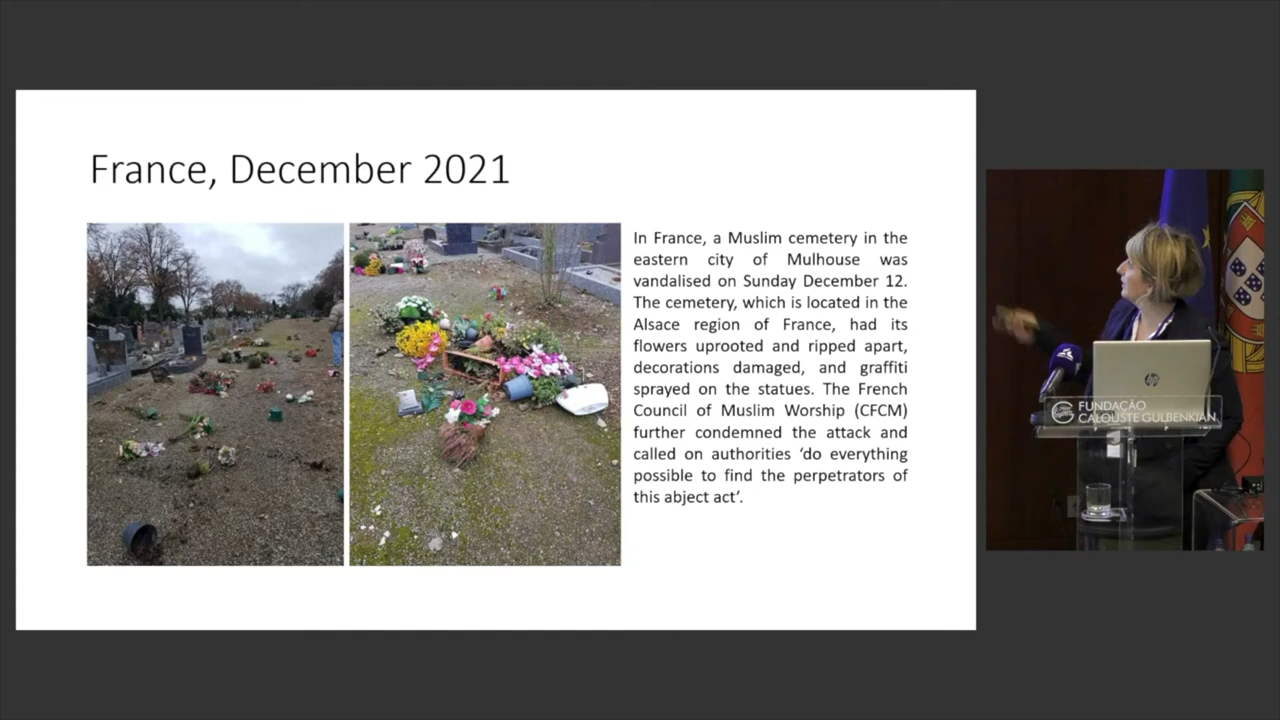 France, December 2021
In France, a Muslim cemetery in the
eastern city of Mulhouse was
vandalised on Sunday December 12.
The cemetery, which is located in the
Alsace region of France, had its
flowers uprooted and ripped apart,
decorations damaged, and graffiti
sprayed on the statues. The French
Council of Muslim Worship (CFCM)
further condemned the attack and
called on authorities ‘do everything
possible to find the perpetrators of
this abject act’.
hp
FUNDAÇÃO
CALOUSTE GULBENKIAN